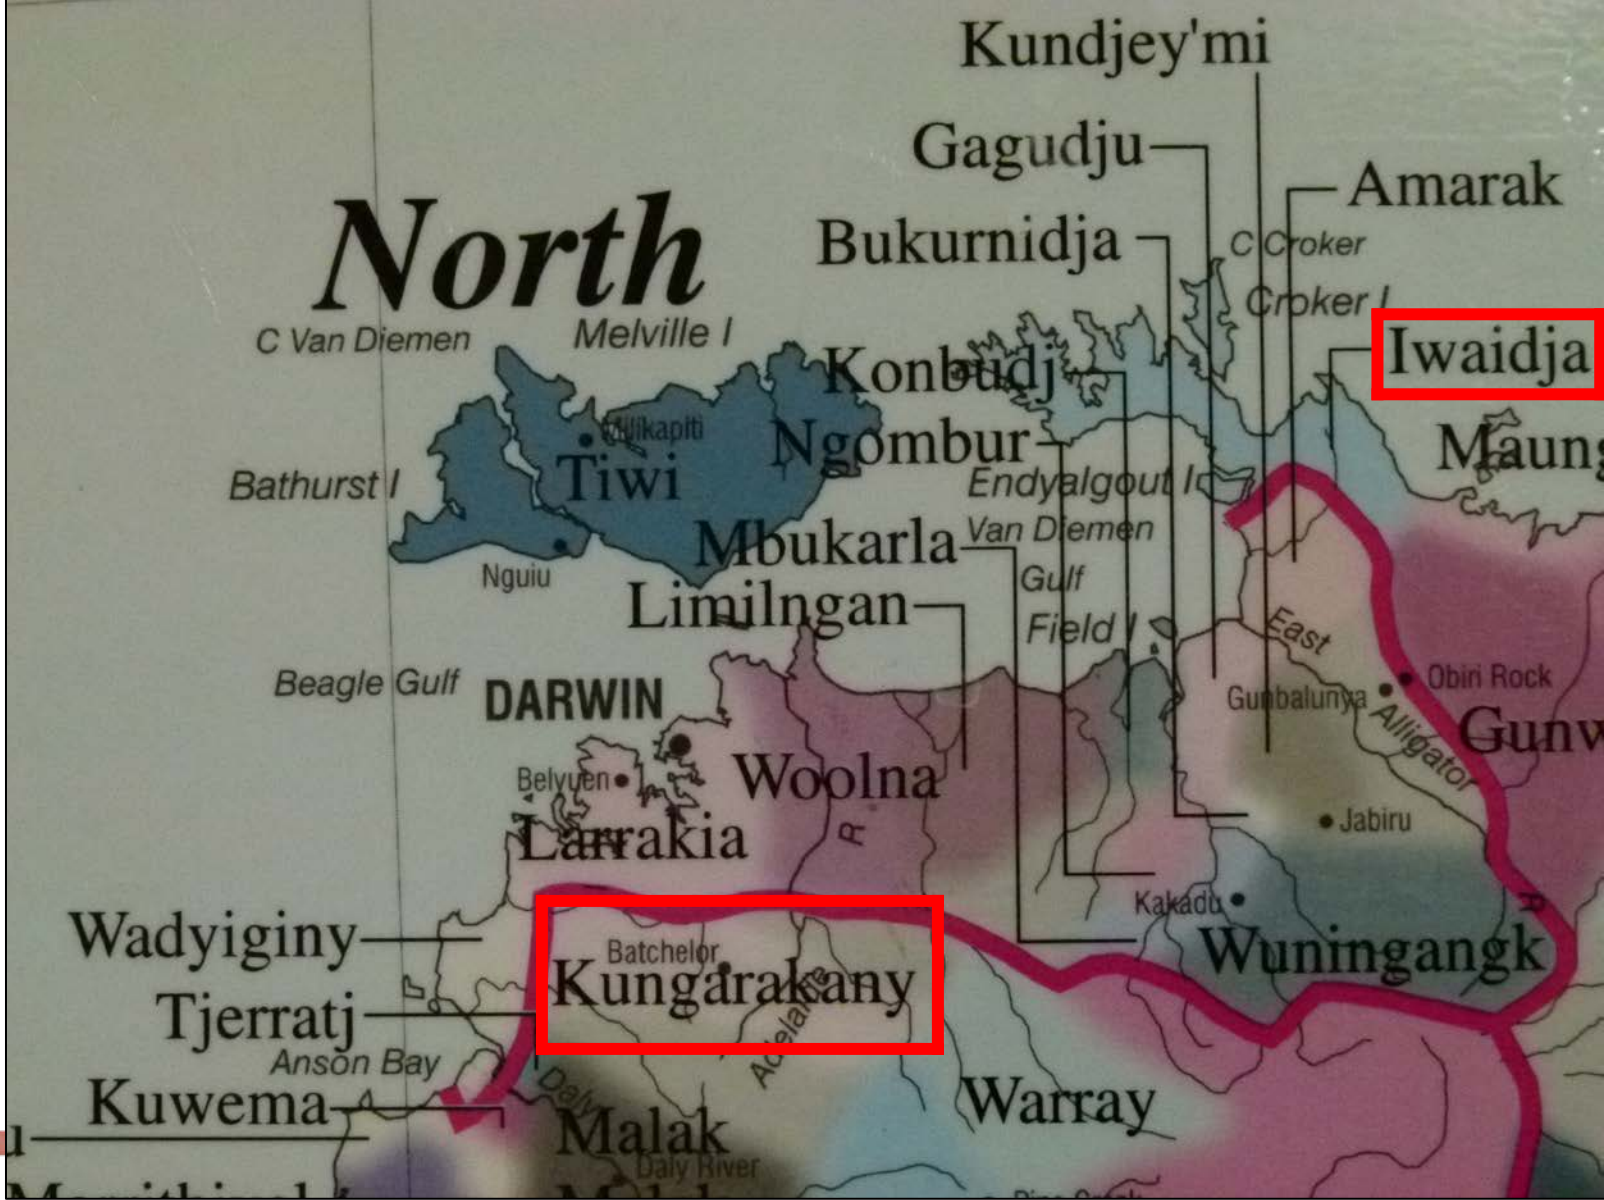 Kundjey'mi
Gagudju
Amarak
Bukurnidja
C Croker
North
Croker I
C Van Diemen
Melville I
Iwaidja
Konbudj
Milikapiti
Ngombur
Maung
Bathurst I
Tiwi
Endyalgout I
Mbukarla
Van Diemen
Nguiu
Gulf
Limilngan
Field I
East
Beagle Gulf
DARWIN
Obiri Rock
Gunbalunya
Alligator
Gunw
Belyuen
Woolna
Jabiru
Larrakia
R
Kakadu
R
Wadyiginy
Batchelor
Wuningangk
Kungarakany
Tjerratj
Adelaide
Anson Bay
Daly
Kuwema
Warray
u
Malak
Daly River